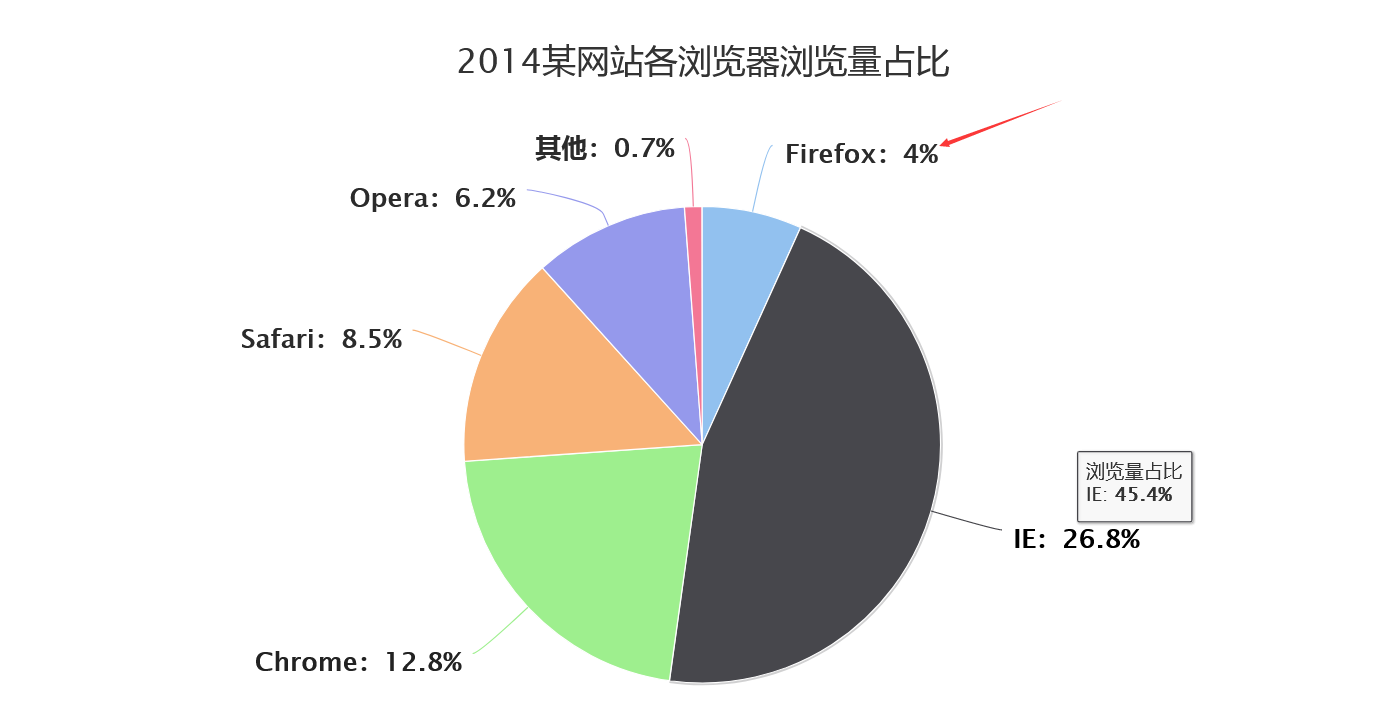 2014某网站各浏览器浏览量占比
其他：0.7%
Firefox：4%
Opera：6.2%
Safari：8.5%
浏览量占比
IE: 45.4%
IE：26.8%
Chrome：12.8%